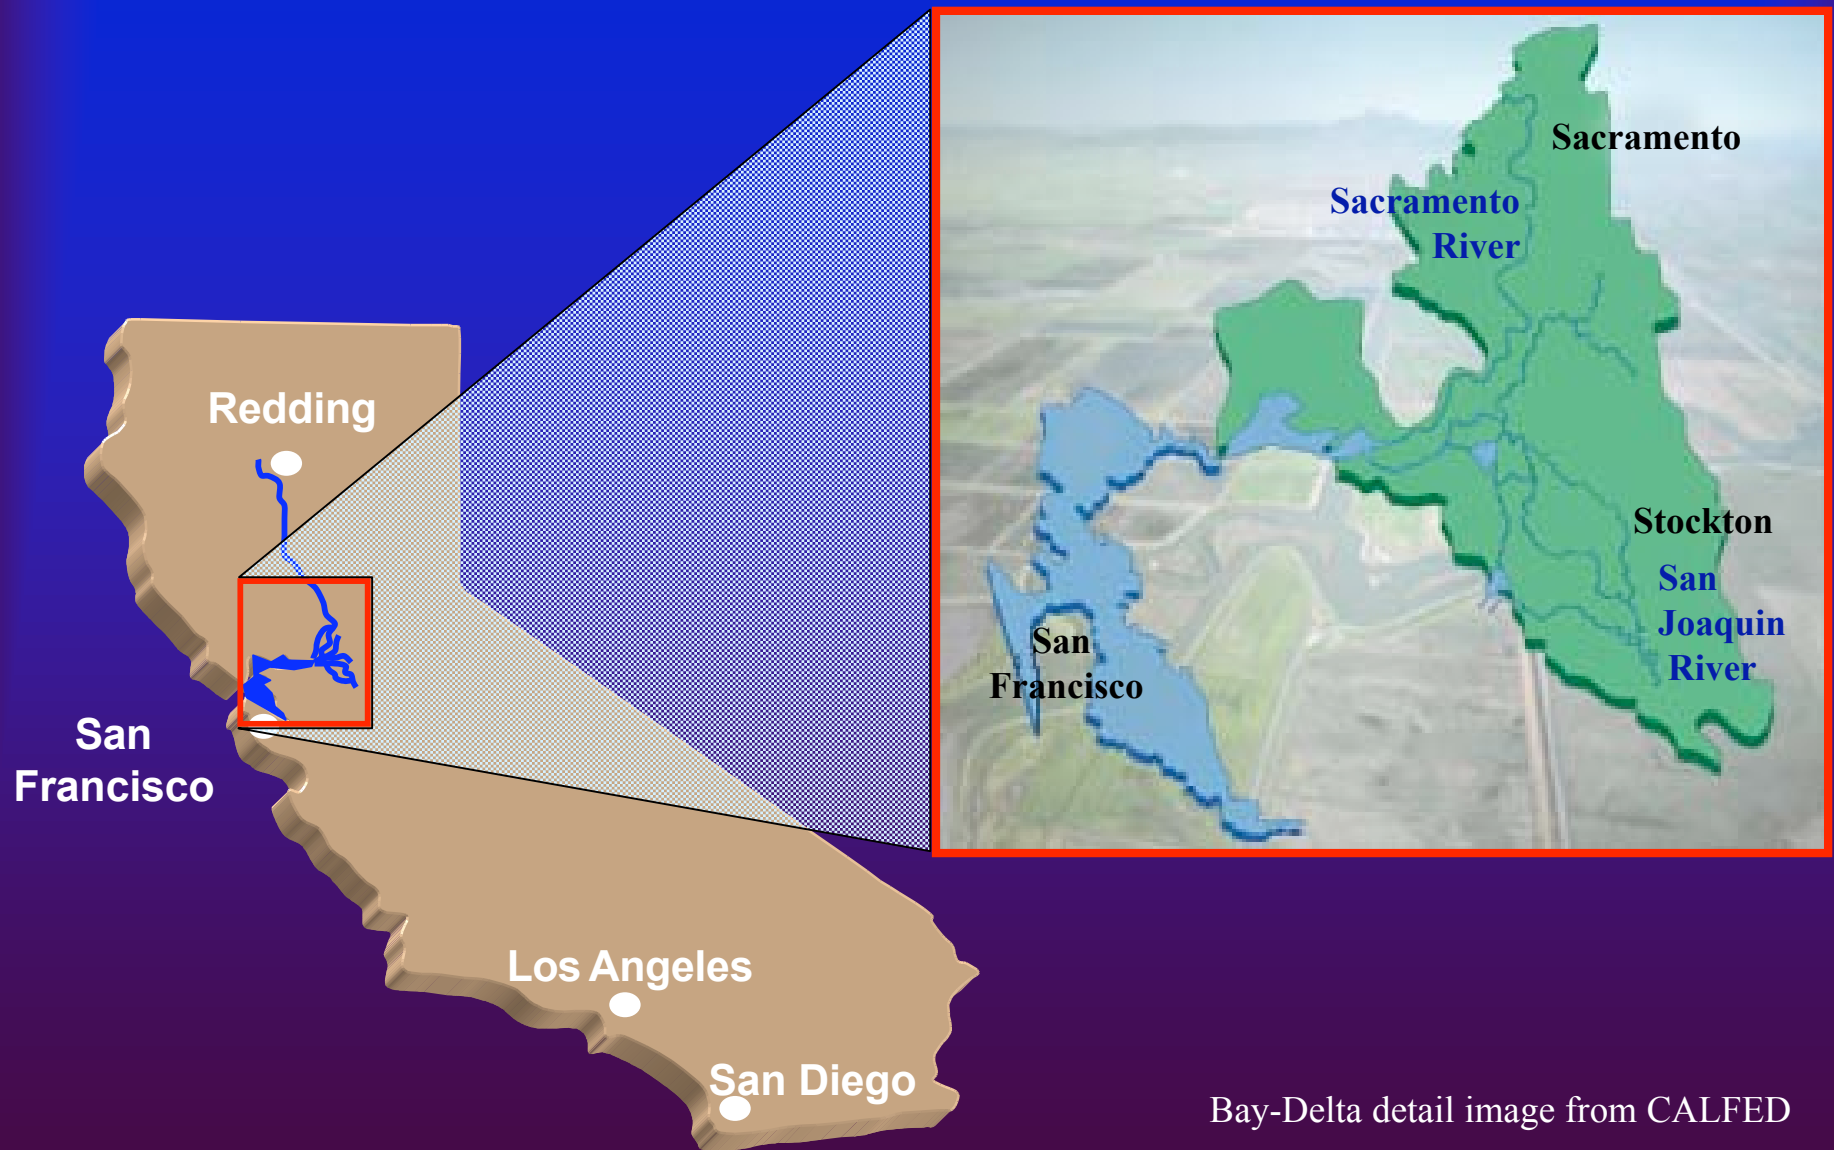 Redding
San
Francisco
Los Angeles
San Diego
Sacramento
Sacramento
River
Stockton
San
Joaquin
River
San
Francisco
Bay-Delta detail image from CALFED